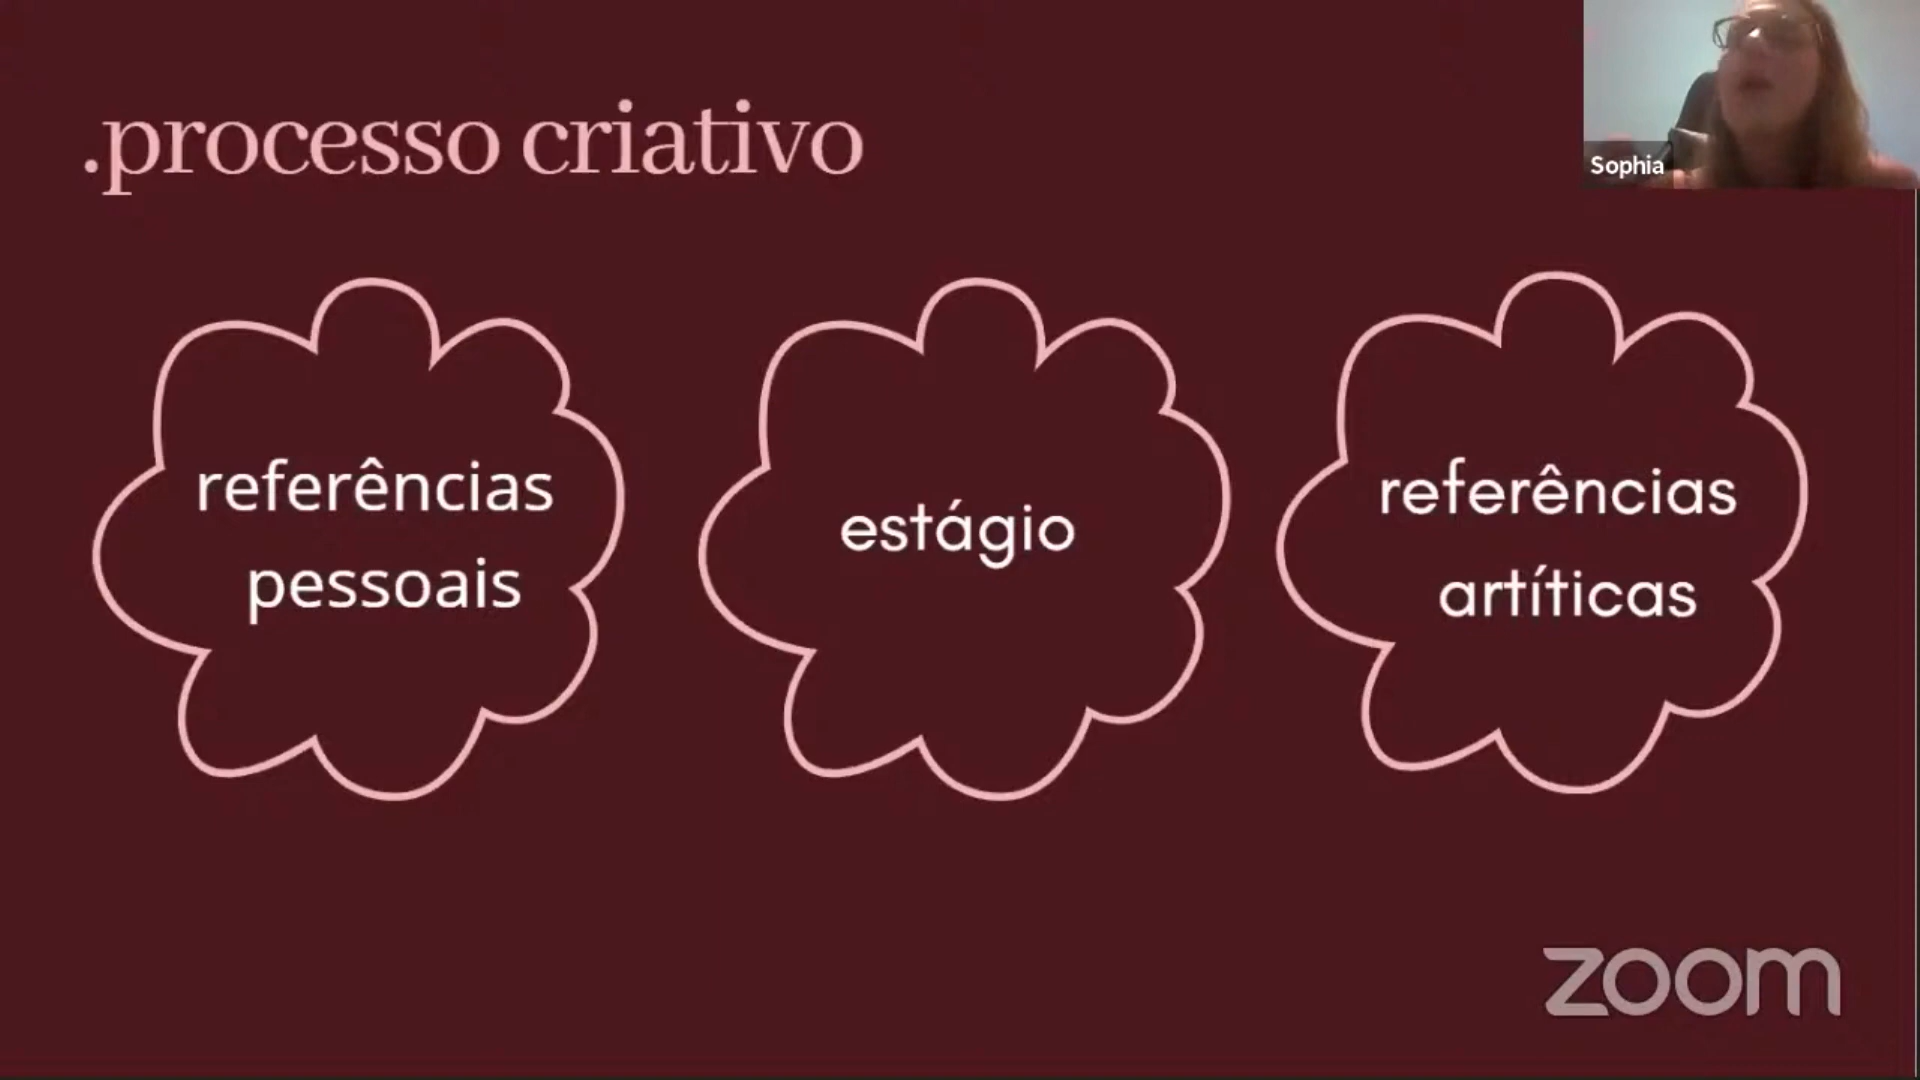 .processo criativo
Sophia
referências
pessoais
estágio
referências
artíticas
zoom